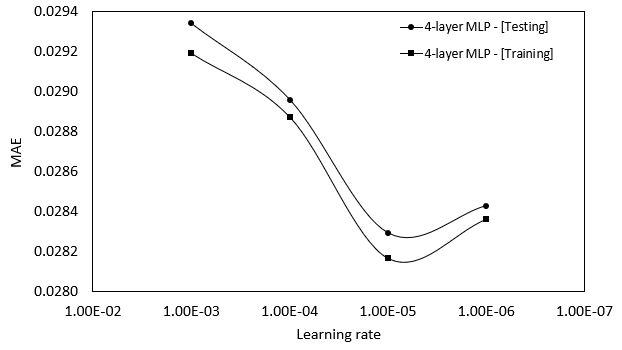 0.0294
4-layer MLP - [Testing]
0.0292
4-layer MLP - [Training]
0.0290
0.0288
MAE
0.0286
0.0284
0.0282
0.0280
1.00E-02 1.00E-03 1.00E-04 1.00E-05 1.00E-06 1.00E-07
Learning rate